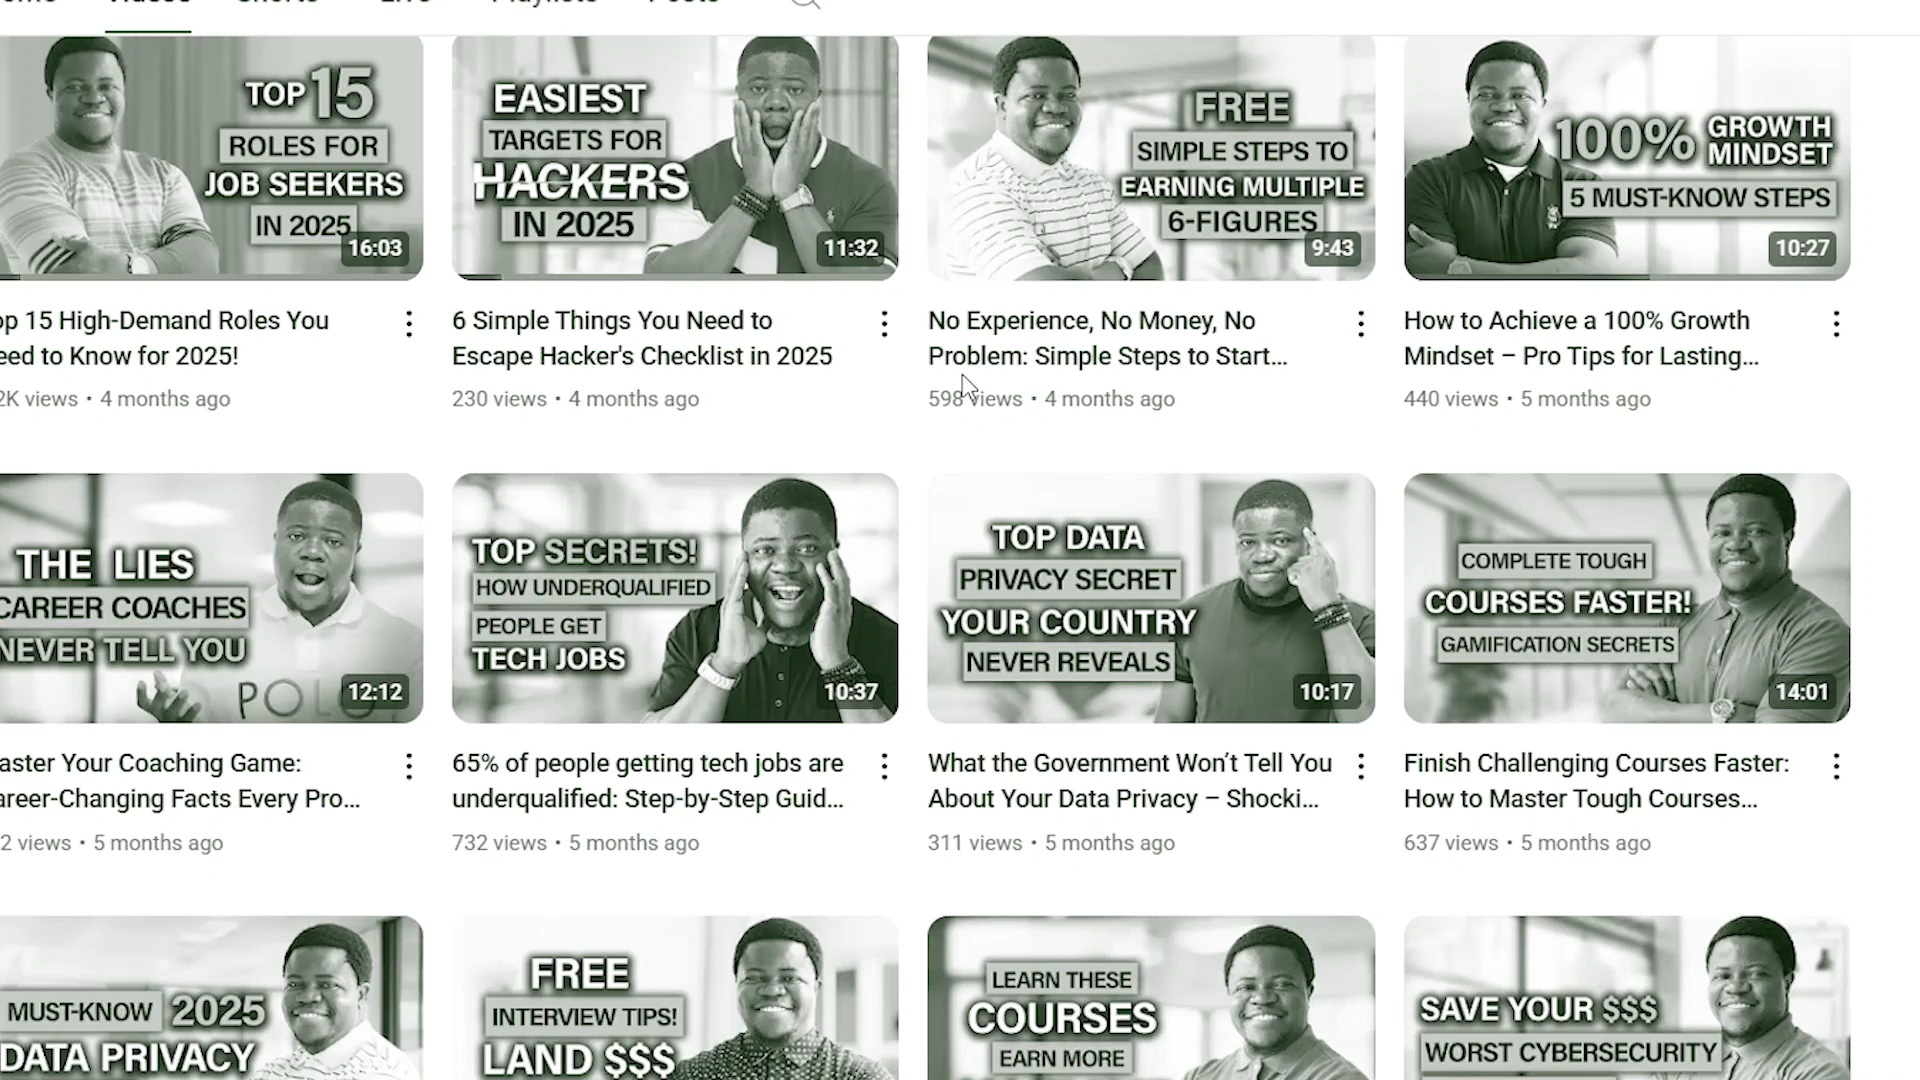 Videos
Shorts
Live
Playlists
Posts
TOP 15
ROLES FOR
JOB SEEKERS
IN 2025
16:03
EASIEST
TARGETS FOR
HACKERS
IN 2025
11:32
FREE
SIMPLE STEPS TO
EARNING MULTIPLE
6-FIGURES
9:43
100% GROWTH
MINDSET
5 MUST-KNOW STEPS
10:27
op 15 High-Demand Roles You
eed to Know for 2025!
2K views • 4 months ago
6 Simple Things You Need to
Escape Hacker's Checklist in 2025
230 views • 4 months ago
No Experience, No Money, No
Problem: Simple Steps to Start...
598 views • 4 months ago
How to Achieve a 100% Growth
Mindset – Pro Tips for Lasting...
440 views • 5 months ago
THE LIES
CAREER COACHES
NEVER TELL YOU
POLO
12:12
TOP SECRETS!
HOW UNDERQUALIFIED
PEOPLE GET
TECH JOBS
10:37
TOP DATA
PRIVACY SECRET
YOUR COUNTRY
NEVER REVEALS
10:17
COMPLETE TOUGH
COURSES FASTER!
GAMIFICATION SECRETS
14:01
aster Your Coaching Game:
areer-Changing Facts Every Pro...
2 views • 5 months ago
65% of people getting tech jobs are
underqualified: Step-by-Step Guid...
732 views • 5 months ago
What the Government Won’t Tell You
About Your Data Privacy – Shocki...
311 views • 5 months ago
Finish Challenging Courses Faster:
How to Master Tough Courses...
637 views • 5 months ago
MUST-KNOW 2025
DATA PRIVACY
FREE
INTERVIEW TIPS!
LAND $$$
LEARN THESE
COURSES
EARN MORE
SAVE YOUR $$$
WORST CYBERSECURITY